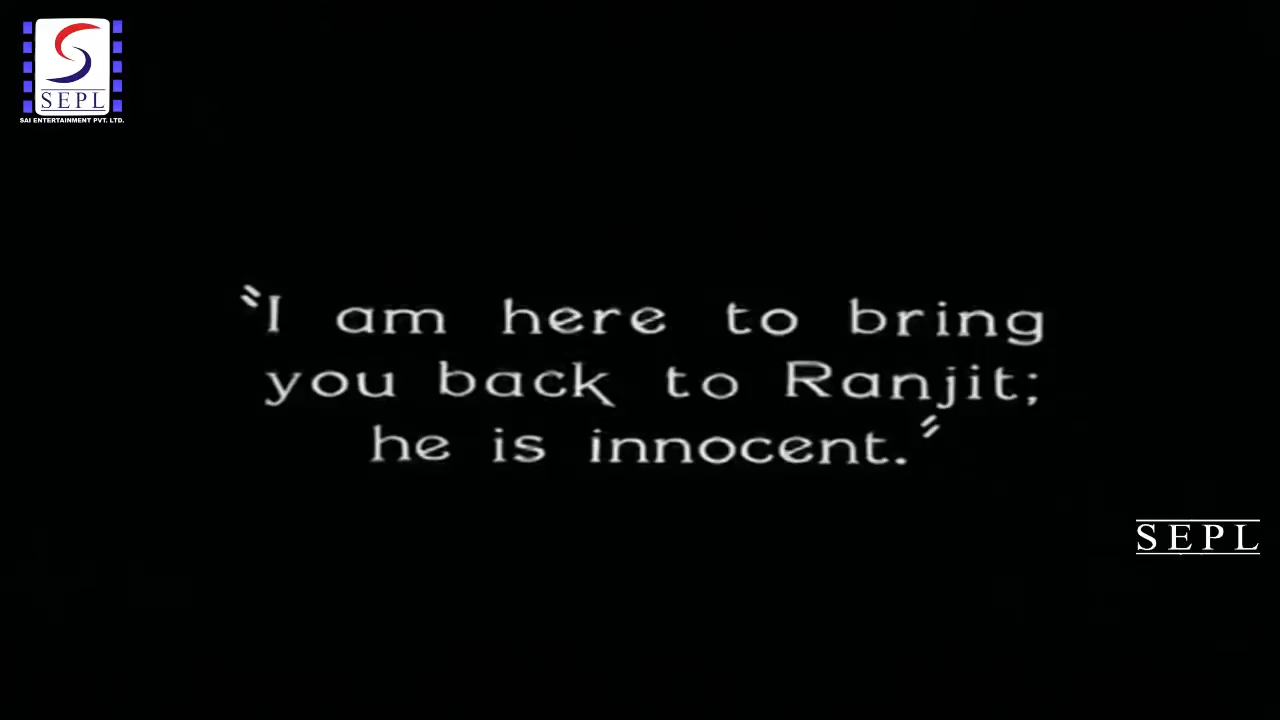 SEPL
SAI ENTERTAINMENT PVT. LTD.
"I am here to bring
you back to Ranjit;
he is innocent."
SEPL